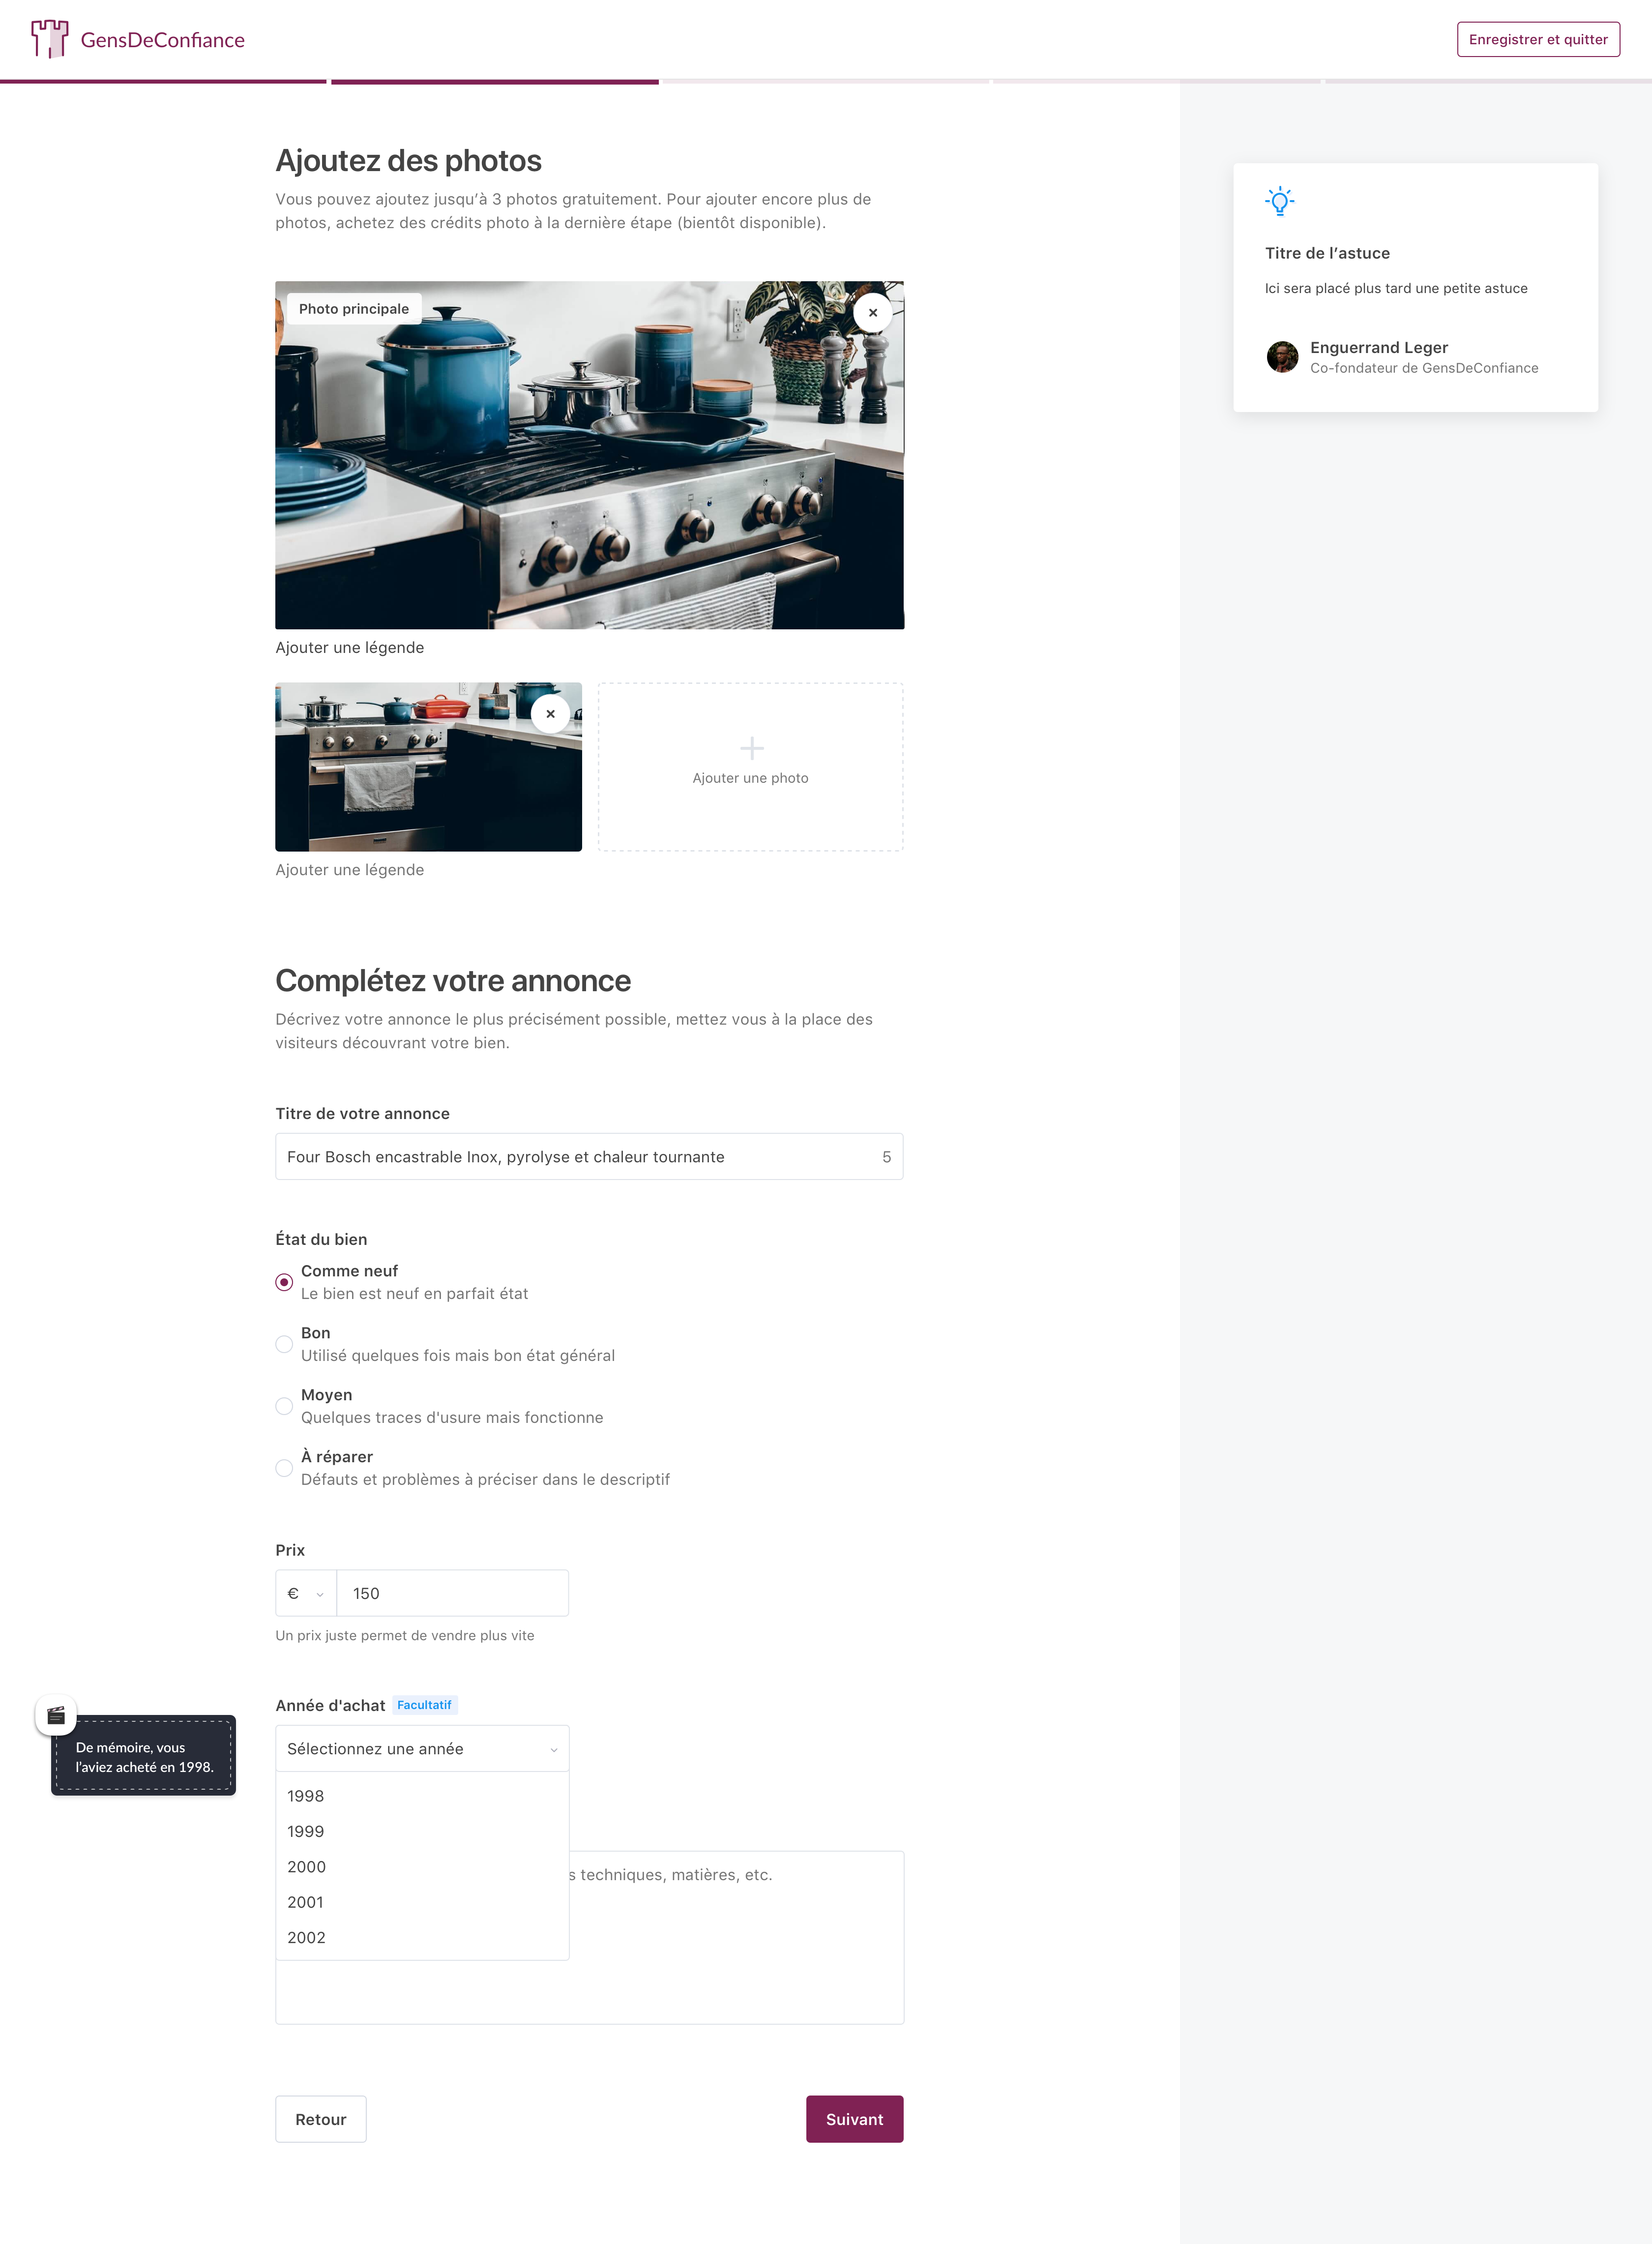 GensDeConfiance
Enregistrer et quitter
Ajoutez des photos
Vous pouvez ajoutez jusqu’à 3 photos gratuitement. Pour ajouter encore plus de
photos, achetez des crédits photo à la dernière étape (bientôt disponible).
Photo principale
Ajouter une légende
Ajouter une photo
Ajouter une légende
Titre de l’astuce
Ici sera placé plus tard une petite astuce
Enguerrand Leger
Co-fondateur de GensDeConfiance
Complétez votre annonce
Décrivez votre annonce le plus précisément possible, mettez vous à la place des
visiteurs découvrant votre bien.
Titre de votre annonce
Four Bosch encastrable Inox, pyrolyse et chaleur tournante 5
État du bien
Comme neuf
Le bien est neuf en parfait état
Bon
Utilisé quelques fois mais bon état général
Moyen
Quelques traces d'usure mais fonctionne
À réparer
Défauts et problèmes à préciser dans le descriptif
Prix
€ 150
Un prix juste permet de vendre plus vite
Année d'achat Facultatif
De mémoire, vous
l'aviez acheté en 1998.
Sélectionnez une année
1998
1999
2000
2001
2002
s techniques, matières, etc.
Retour
Suivant